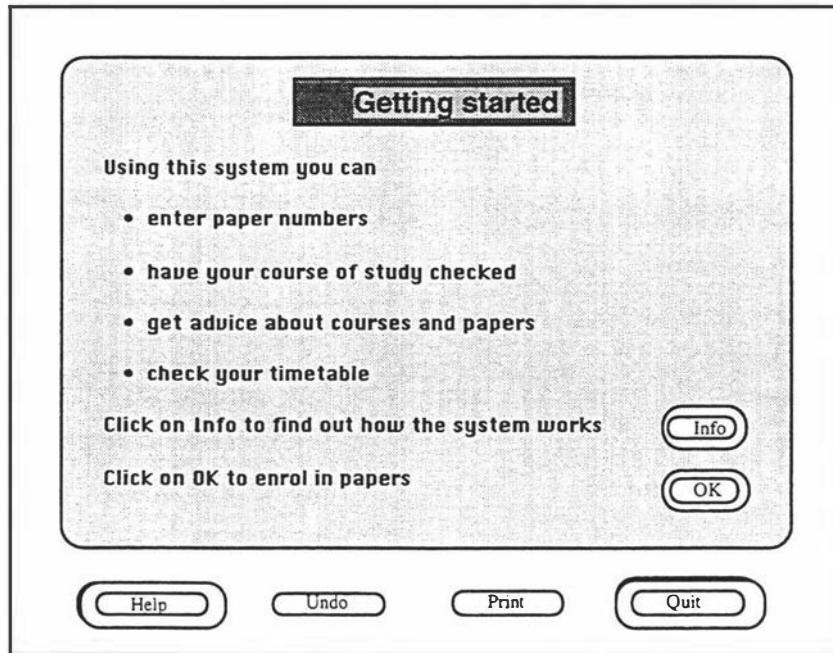 Getting started
Using this system you can
• enter paper numbers
• have your course of study checked
• get advice about courses and papers
• check your timetable
Click on Info to find out how the system works
Info
Click on OK to enrol in papers
OK
Help
Undo
Print
Quit